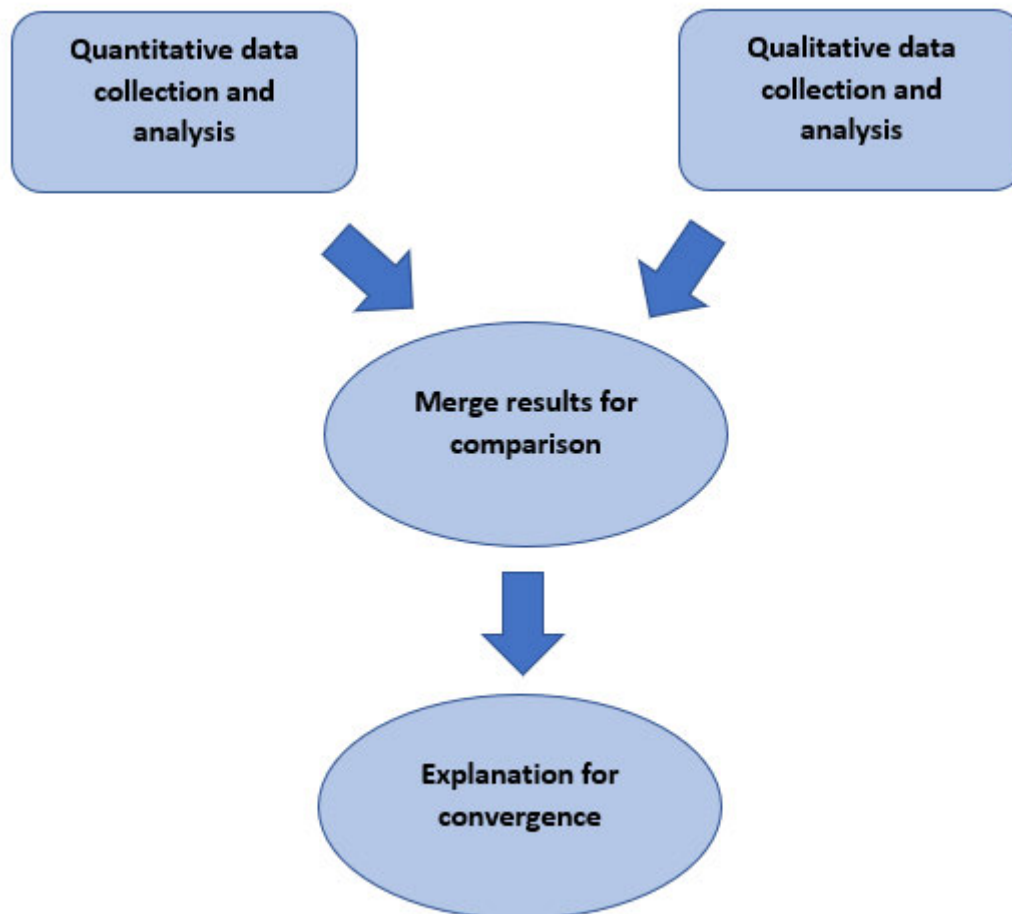 Quantitative data
collection and
analysis
Qualitative data
collection and
analysis
Merge results for
comparison
Explanation for
convergence